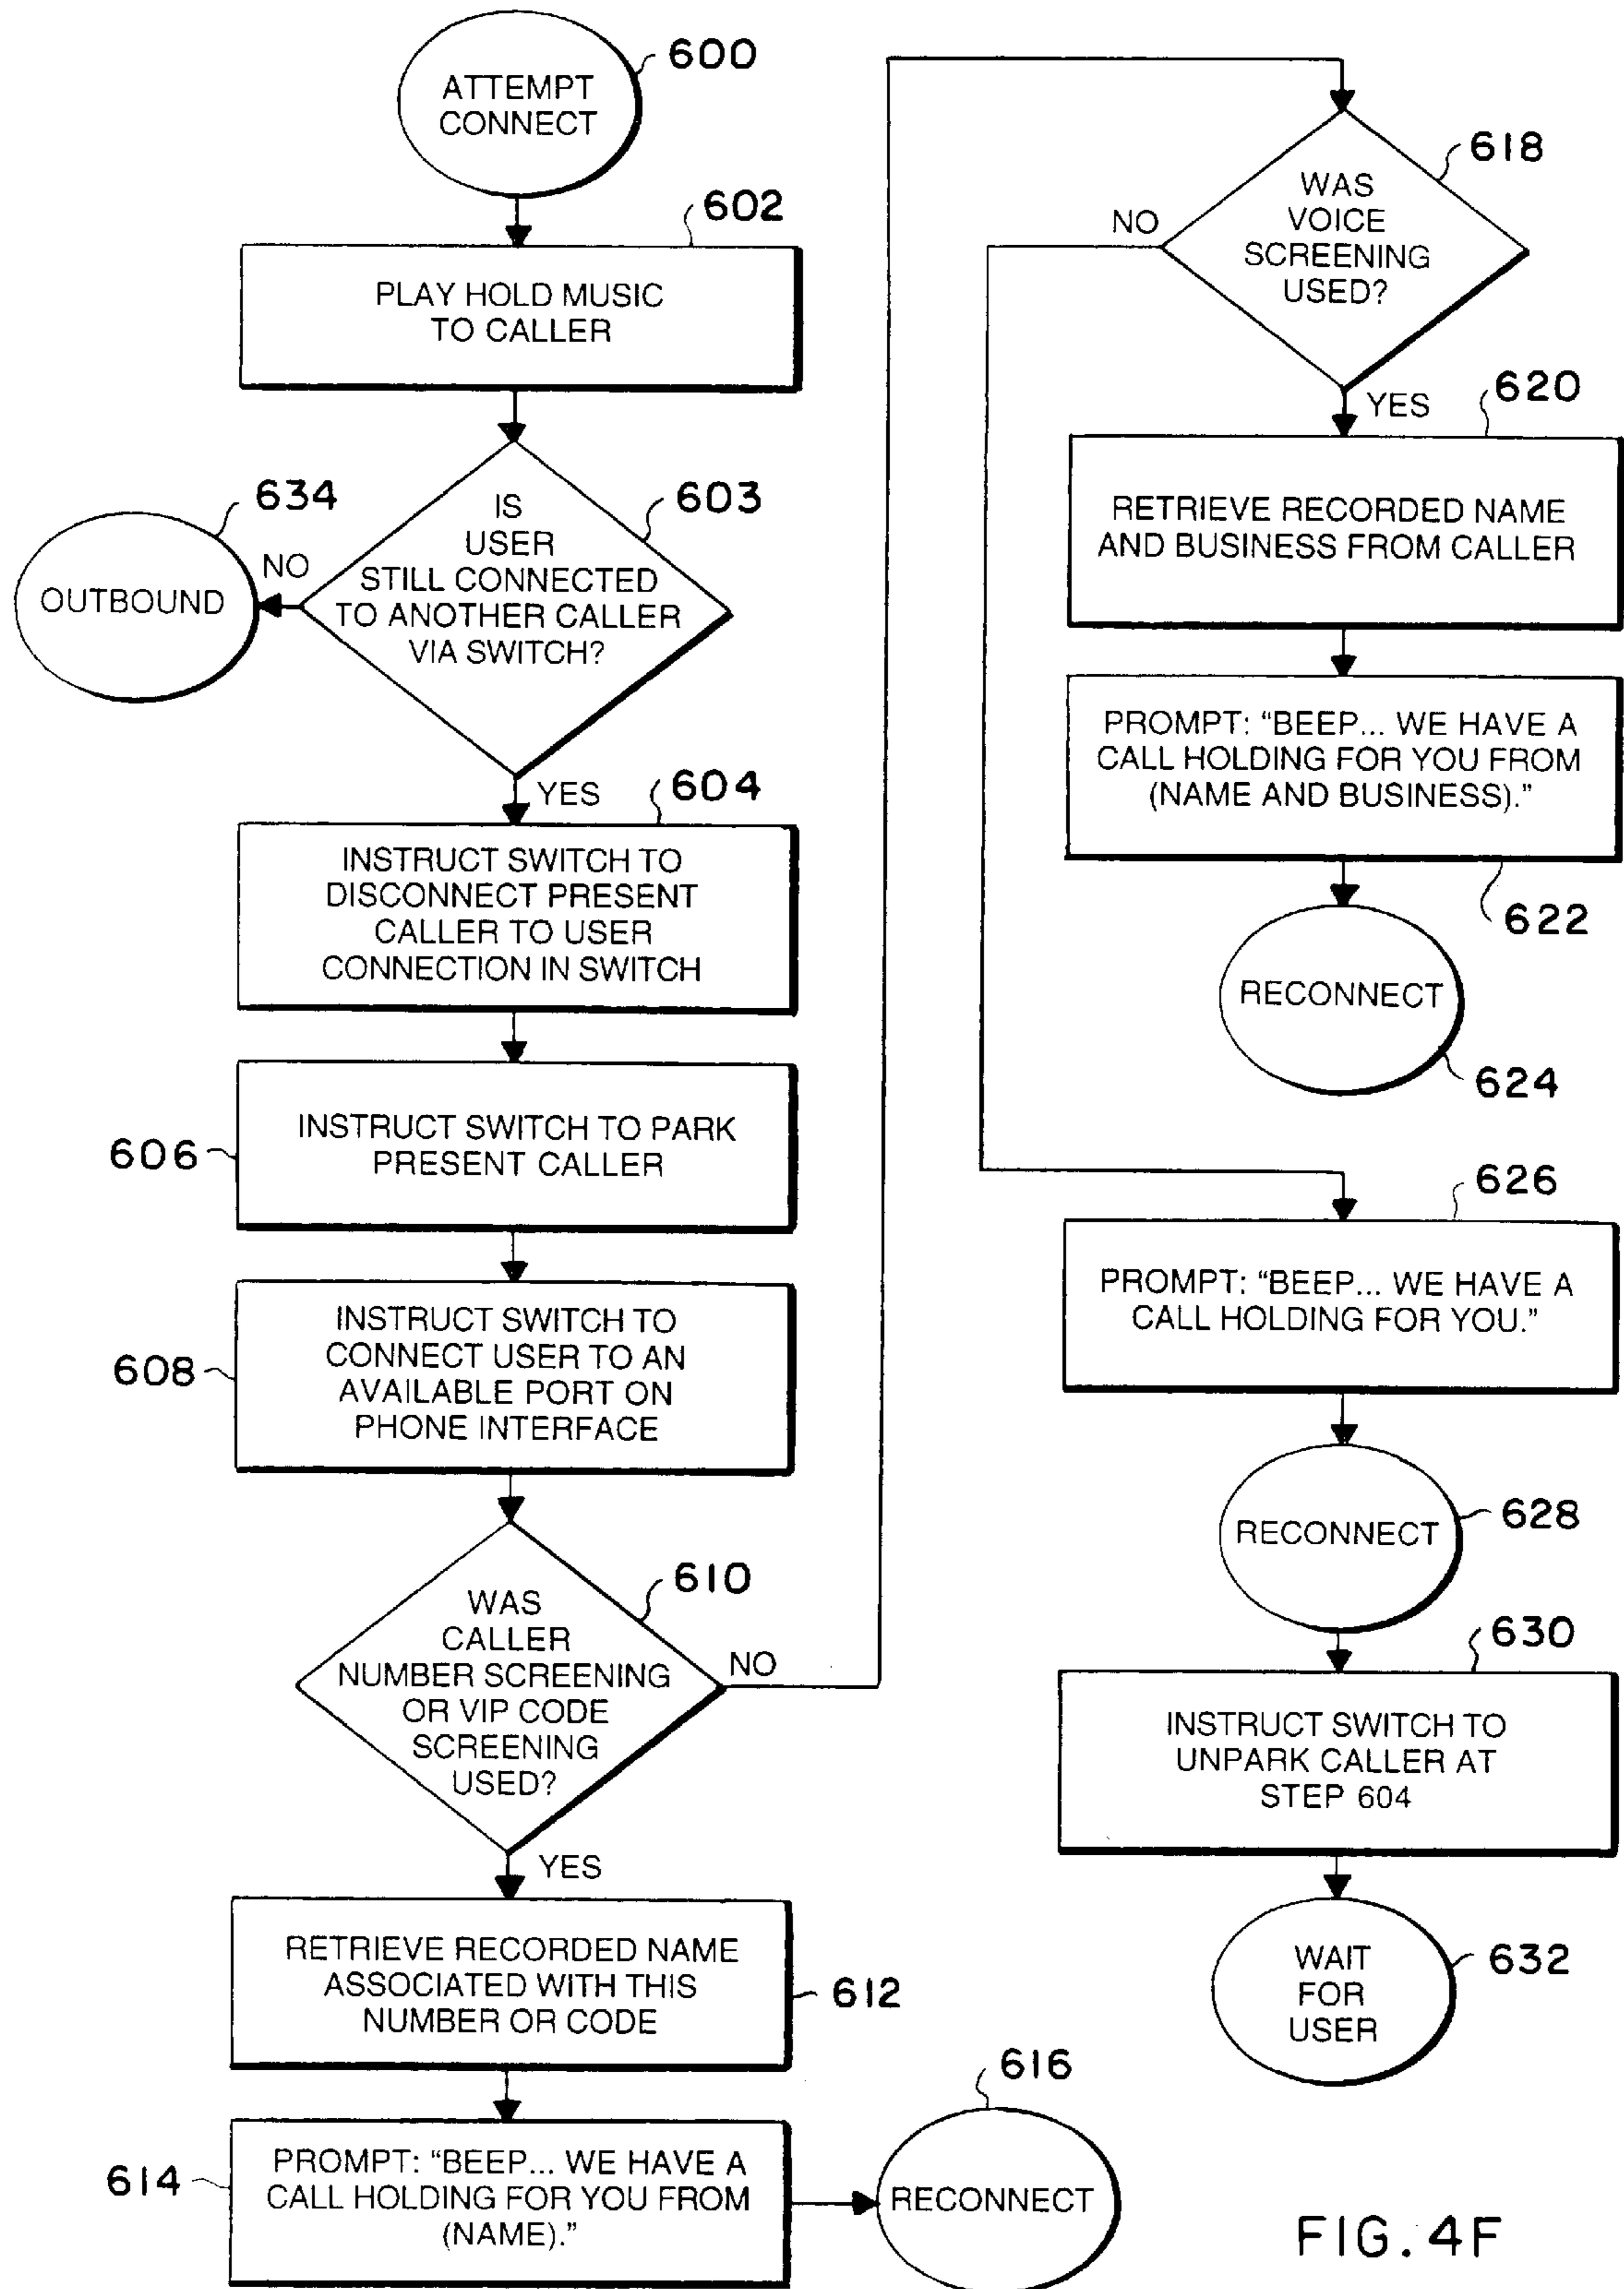 600
ATTEMPT
CONNECT
602
PLAY HOLD MUSIC
TO CALLER
603
IS
USER
STILL CONNECTED
TO ANOTHER CALLER
VIA SWITCH?
NO
634
OUTBOUND
YES
604
INSTRUCT SWITCH TO
DISCONNECT PRESENT
CALLER TO USER
CONNECTION IN SWITCH
606
INSTRUCT SWITCH TO PARK
PRESENT CALLER
608
INSTRUCT SWITCH TO
CONNECT USER TO AN
AVAILABLE PORT ON
PHONE INTERFACE
610
WAS
CALLER
NUMBER SCREENING
OR VIP CODE
SCREENING
USED?
NO
YES
RETRIEVE RECORDED NAME
ASSOCIATED WITH THIS
NUMBER OR CODE
612
614
PROMPT: “BEEP... WE HAVE A
CALL HOLDING FOR YOU FROM
(NAME).”
616
RECONNECT
618
WAS
VOICE
SCREENING
USED?
NO
YES
620
RETRIEVE RECORDED NAME
AND BUSINESS FROM CALLER
PROMPT: “BEEP... WE HAVE A
CALL HOLDING FOR YOU FROM
(NAME AND BUSINESS).”
622
RECONNECT
624
626
PROMPT: “BEEP... WE HAVE A
CALL HOLDING FOR YOU.”
RECONNECT
628
630
INSTRUCT SWITCH TO
UNPARK CALLER AT
STEP 604
WAIT
FOR
USER
632
FIG. 4F